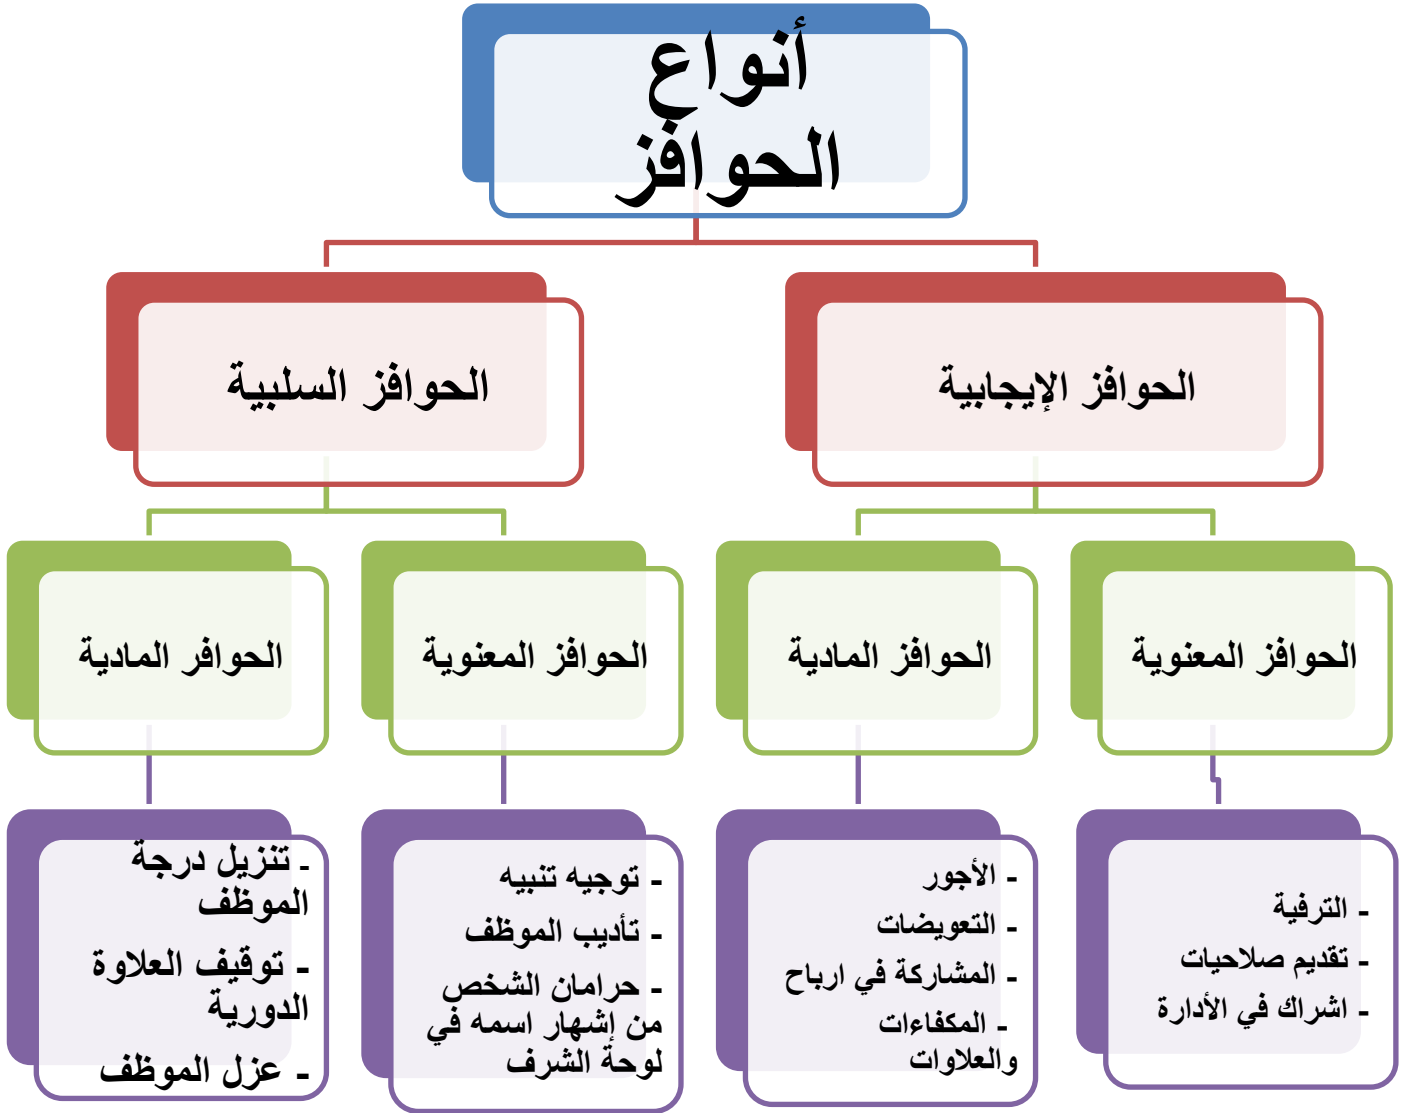 أنواع
الحوافز
الحوافز الإيجابية
الحوافز السلبية
الحوافز المعنوية
الحوافز المادية
الحوافز المعنوية
الحوافر المادية
- الترفية
- تقديم صلاحيات
- اشراك في الأدارة
- الأجور
- التعويضات
- المشاركة في ارباح
- المكفاءات
والعلاوات
- توجيه تنبيه
- تأديب الموظف
- حرامان الشخص
من إشهار اسمه في
لوحة الشرف
- تنزيل درجة
الموظف
- توقيف العلاوة
الدورية
- عزل الموظف